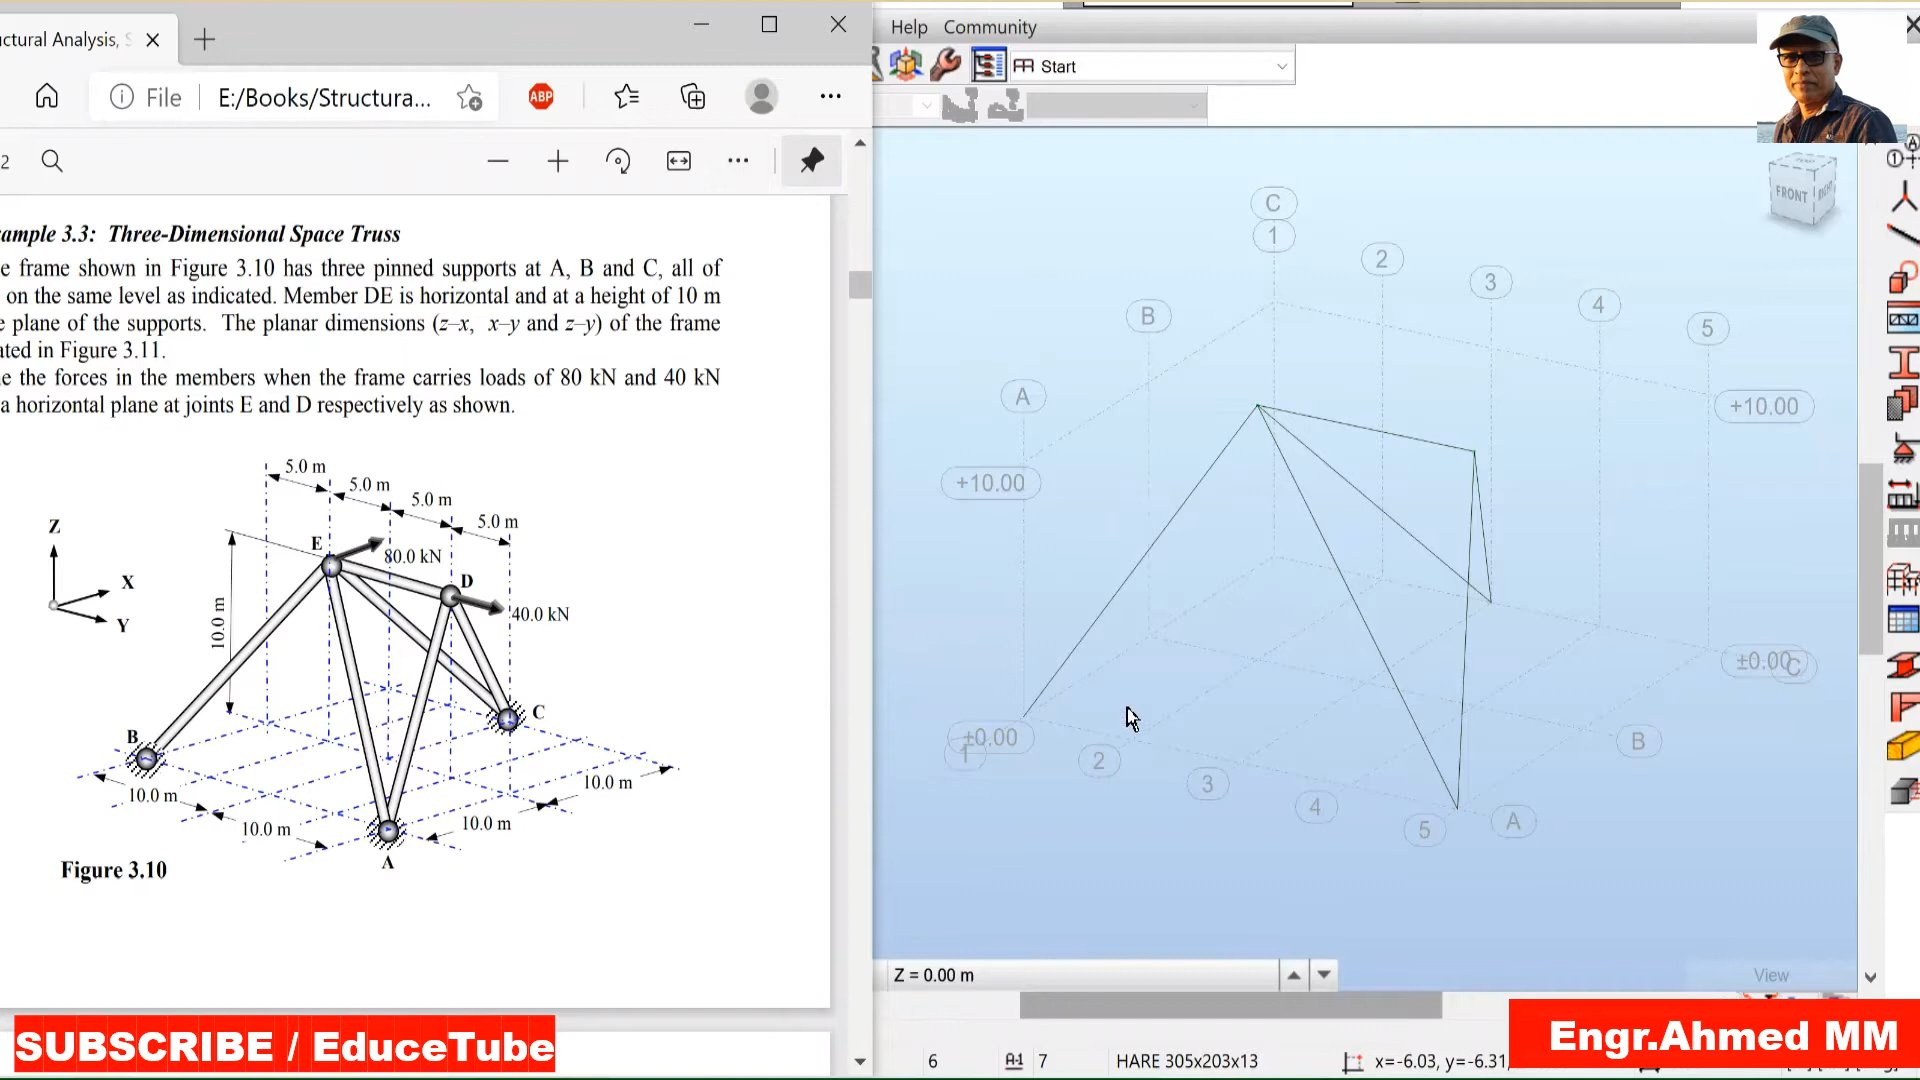 ctural Analysis, S
File
E:/Books/Structura...
ABP
2
ample 3.3: Three-Dimensional Space Truss
e frame shown in Figure 3.10 has three pinned supports at A, B and C, all of
on the same level as indicated. Member DE is horizontal and at a height of 10 m
e plane of the supports. The planar dimensions (z–x, x–y and z–y) of the frame
ated in Figure 3.11.
e the forces in the members when the frame carries loads of 80 kN and 40 kN
a horizontal plane at joints E and D respectively as shown.
5.0 m
5.0 m
5.0 m
5.0 m
Z
E
80.0 kN
X
D
40.0 kN
Y
10.0 m
B
C
10.0 m
10.0 m
10.0 m
10.0 m
A
Figure 3.10
Help Community
Start
FRONT
RIGHT
C
1
2
3
4
5
B
A
+10.00
+10.00
±0.00
C
±0.00
1
2
3
4
5
A
B
Z = 0.00 m
View
6
7
HARE 305x203x13
x=-6.03, y=-6.31,
SUBSCRIBE / EduceTube
Engr.Ahmed MM